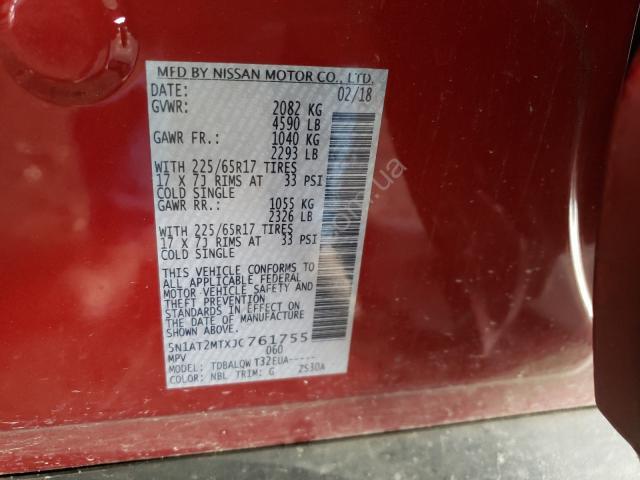 MFD BY NISSAN MOTOR CO., LTD.
DATE: 02/18
GVWR: 2082 KG
4590 LB
GAWR FR.: 1040 KG
2293 LB
WITH 225/65R17 TIRES
17 X 7J RIMS AT 33 PSI
COLD SINGLE
GAWR RR.: 1055 KG
2326 LB
WITH 225/65R17 TIRES
17 X 7J RIMS AT 33 PSI
COLD SINGLE
THIS VEHICLE CONFORMS TO
ALL APPLICABLE FEDERAL
MOTOR VEHICLE SAFETY AND
THEFT PREVENTION
STANDARDS IN EFFECT ON
THE DATE OF MANUFACTURE
SHOWN ABOVE.
5N1AT2MTXJC761755
MPV 060
MODEL: TDBALQW T32EUA-----
COLOR: NBL TRIM: G ZS30A